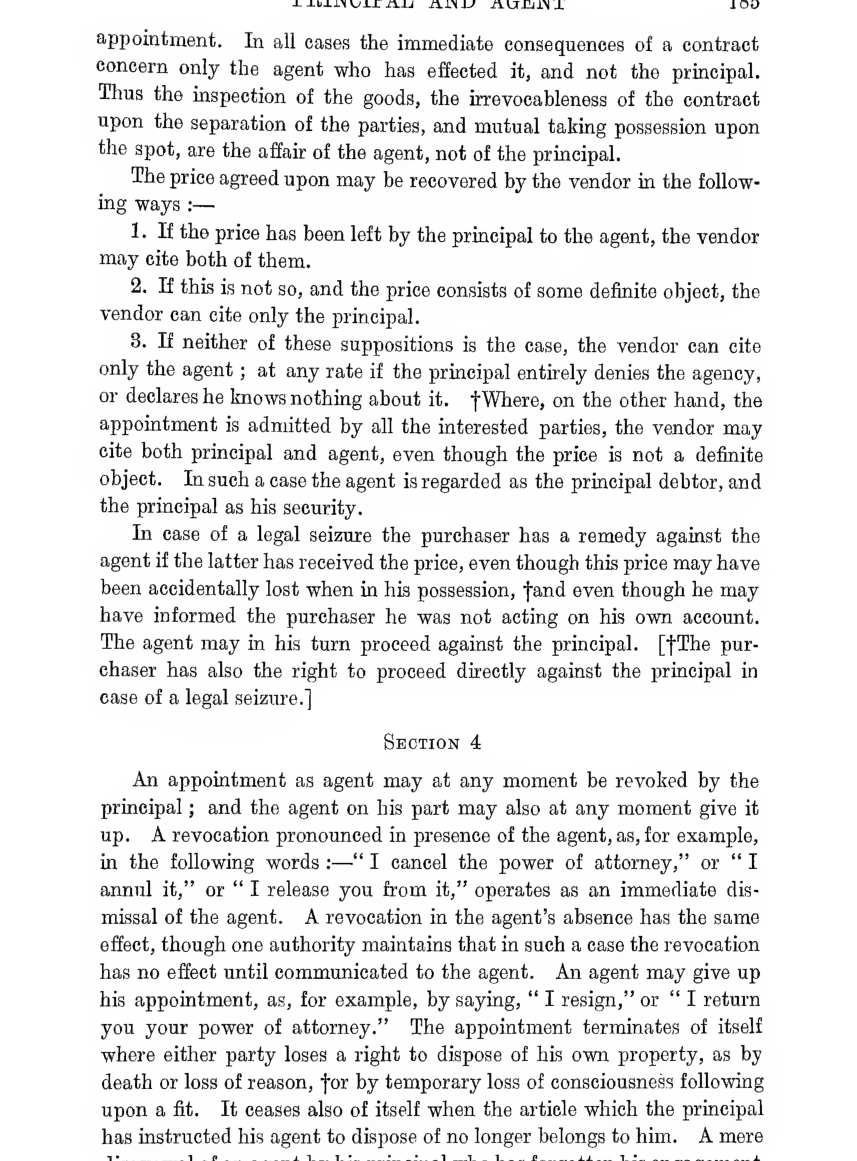 PRINCIPAL AND AGENT 185
appointment. In all cases the immediate consequences of a contract
concern only the agent who has effected it, and not the principal.
Thus the inspection of the goods, the irrevocableness of the contract
upon the separation of the parties, and mutual taking possession upon
the spot, are the affair of the agent, not of the principal.
The price agreed upon may be recovered by the vendor in the follow-
ing ways :—
1. If the price has been left by the principal to the agent, the vendor
may cite both of them.
2. If this is not so, and the price consists of some definite object, the
vendor can cite only the principal.
3. If neither of these suppositions is the case, the vendor can cite
only the agent ; at any rate if the principal entirely denies the agency,
or declares he knows nothing about it. †Where, on the other hand, the
appointment is admitted by all the interested parties, the vendor may
cite both principal and agent, even though the price is not a definite
object. In such a case the agent is regarded as the principal debtor, and
the principal as his security.
In case of a legal seizure the purchaser has a remedy against the
agent if the latter has received the price, even though this price may have
been accidentally lost when in his possession, †and even though he may
have informed the purchaser he was not acting on his own account.
The agent may in his turn proceed against the principal. [†The pur-
chaser has also the right to proceed directly against the principal in
case of a legal seizure.]
SECTION 4
An appointment as agent may at any moment be revoked by the
principal ; and the agent on his part may also at any moment give it
up. A revocation pronounced in presence of the agent, as, for example,
in the following words :—“ I cancel the power of attorney,” or “ I
annul it,” or “ I release you from it,” operates as an immediate dis-
missal of the agent. A revocation in the agent’s absence has the same
effect, though one authority maintains that in such a case the revocation
has no effect until communicated to the agent. An agent may give up
his appointment, as, for example, by saying, “ I resign,” or “ I return
you your power of attorney.” The appointment terminates of itself
where either party loses a right to dispose of his own property, as by
death or loss of reason, †or by temporary loss of consciousness following
upon a fit. It ceases also of itself when the article which the principal
has instructed his agent to dispose of no longer belongs to him. A mere